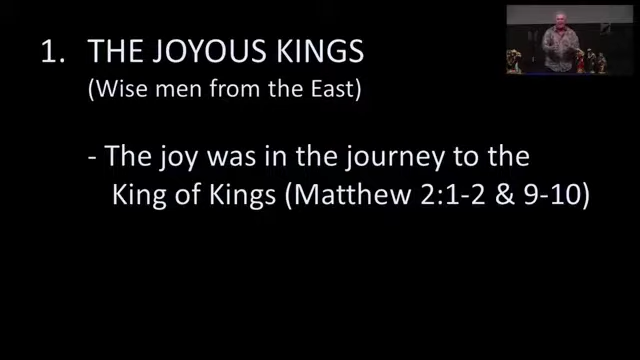 1. THE JOYOUS KINGS
(Wise men from the East)
- The joy was in the journey to the
King of Kings (Matthew 2:1-2 & 9-10)